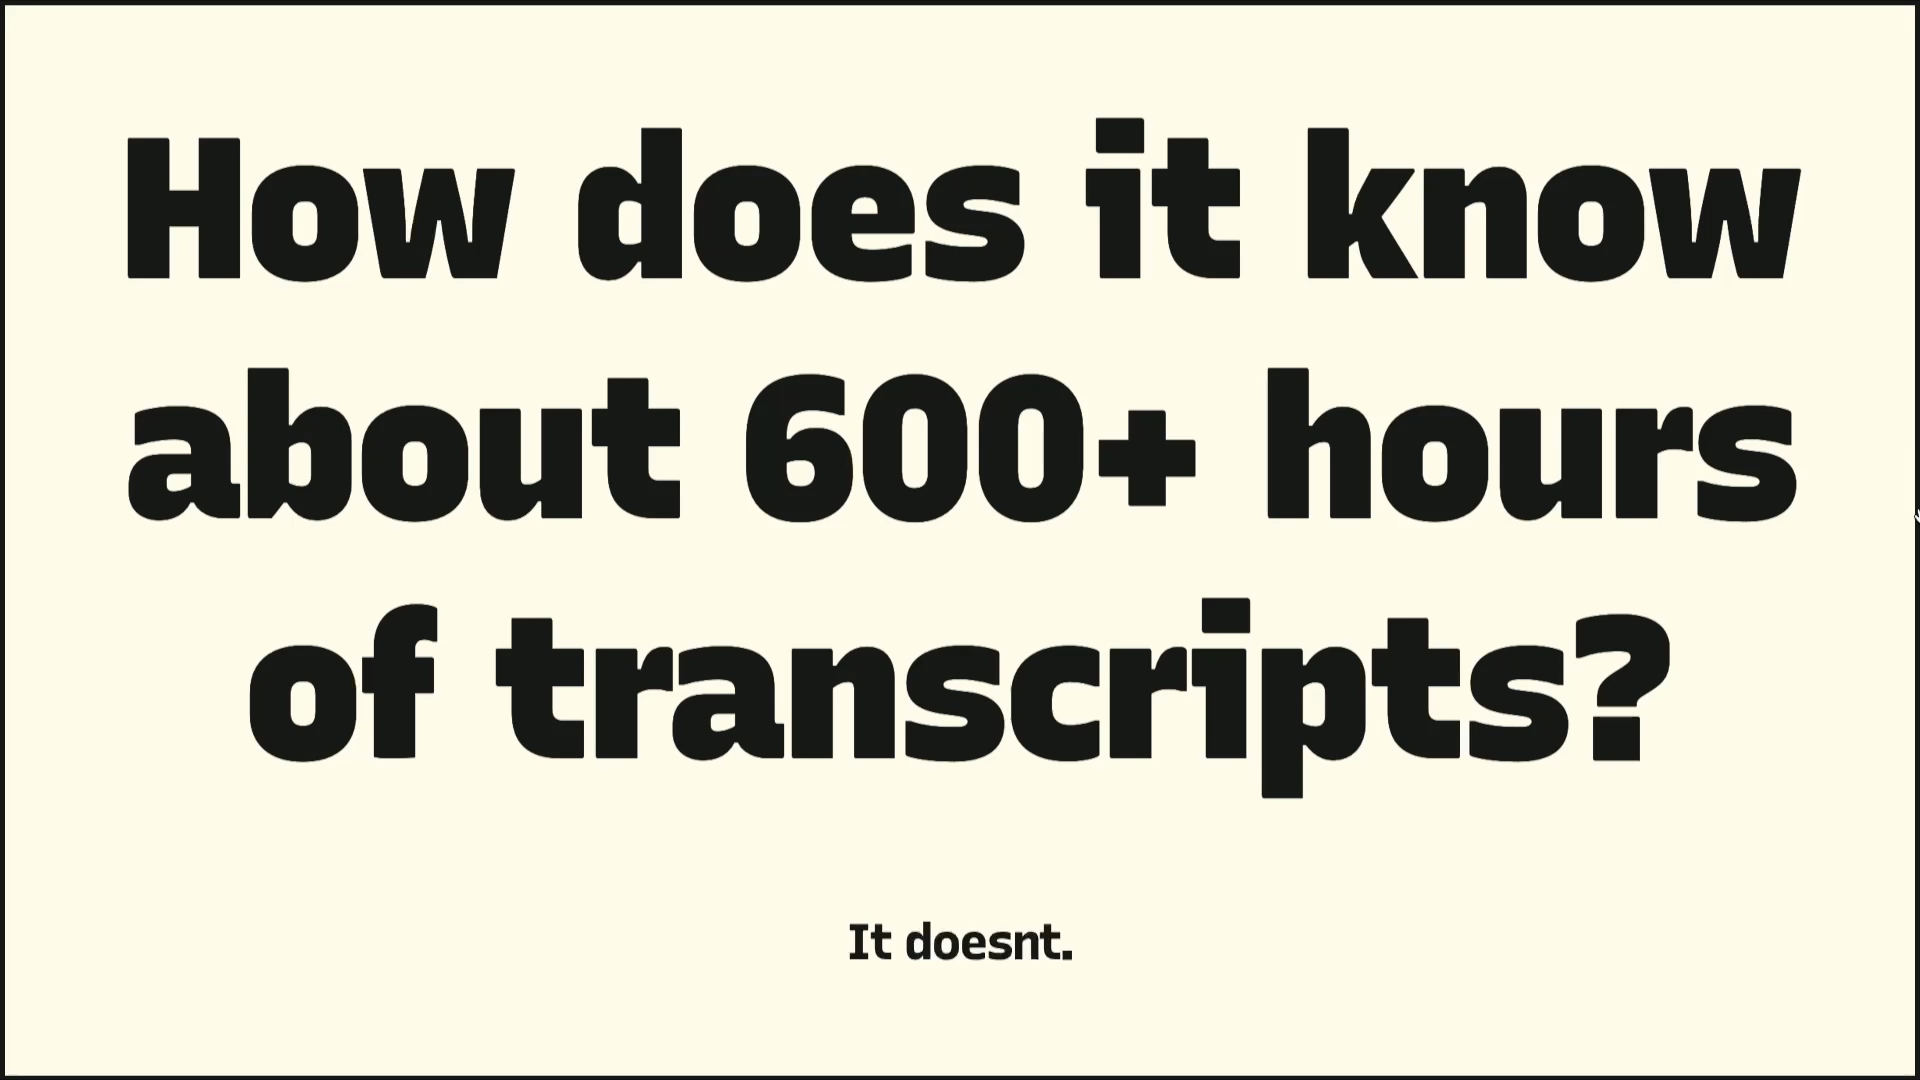 How does it know
about 600+ hours
of transcripts?
It doesnt.